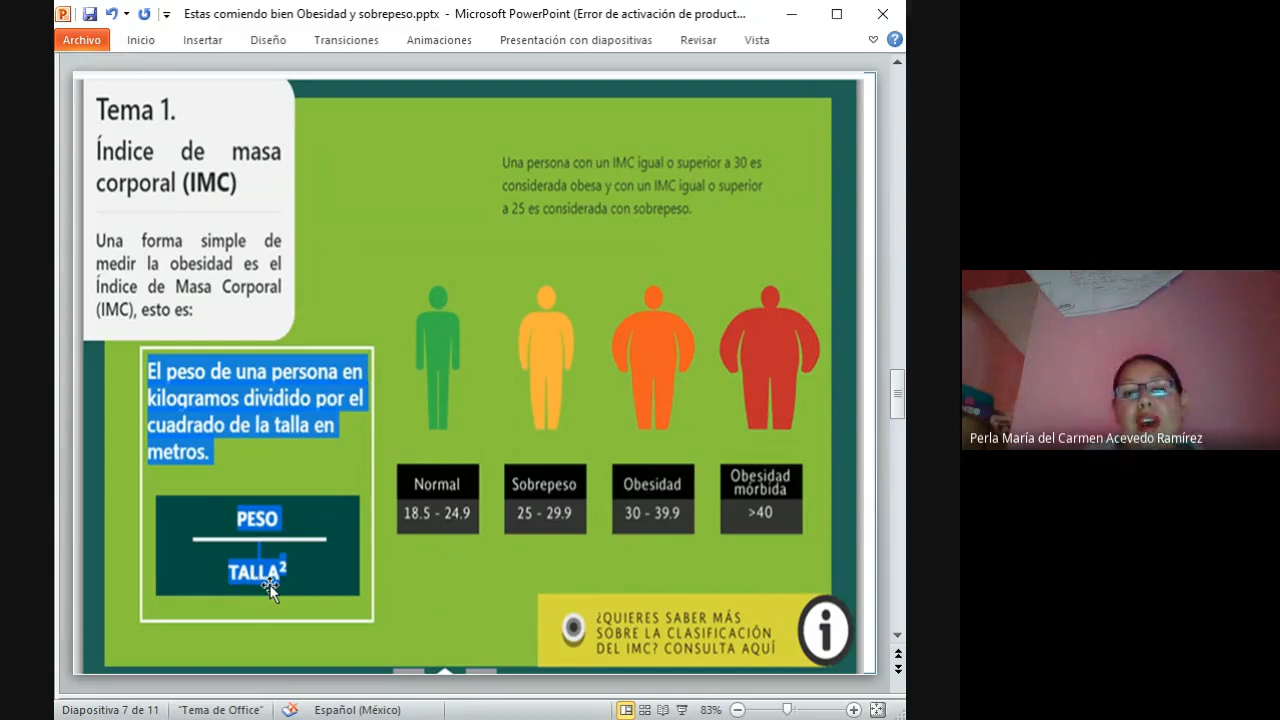 Estas comiendo bien Obesidad y sobrepeso.pptx - Microsoft PowerPoint (Error de activación de product...
Archivo Inicio Insertar Diseño Transiciones Animaciones Presentación con diapositivas Revisar Vista
Tema 1.
Índice de masa
corporal (IMC)
Una forma simple de
medir la obesidad es el
Índice de Masa Corporal
(IMC), esto es:
El peso de una persona en
kilogramos dividido por el
cuadrado de la talla en
metros.
PESO
TALLA²
Una persona con un IMC igual o superior a 30 es
considerada obesa y con un IMC igual o superior
a 25 es considerada con sobrepeso.
Normal
18.5 - 24.9
Sobrepeso
25 - 29.9
Obesidad
30 - 39.9
Obesidad
mórbida
>40
¿QUIERES SABER MÁS
SOBRE LA CLASIFICACIÓN
DEL IMC? CONSULTA AQUÍ
i
Perla María del Carmen Acevedo Ramírez
Diapositiva 7 de 11 "Tema de Office" Español (México) 83%